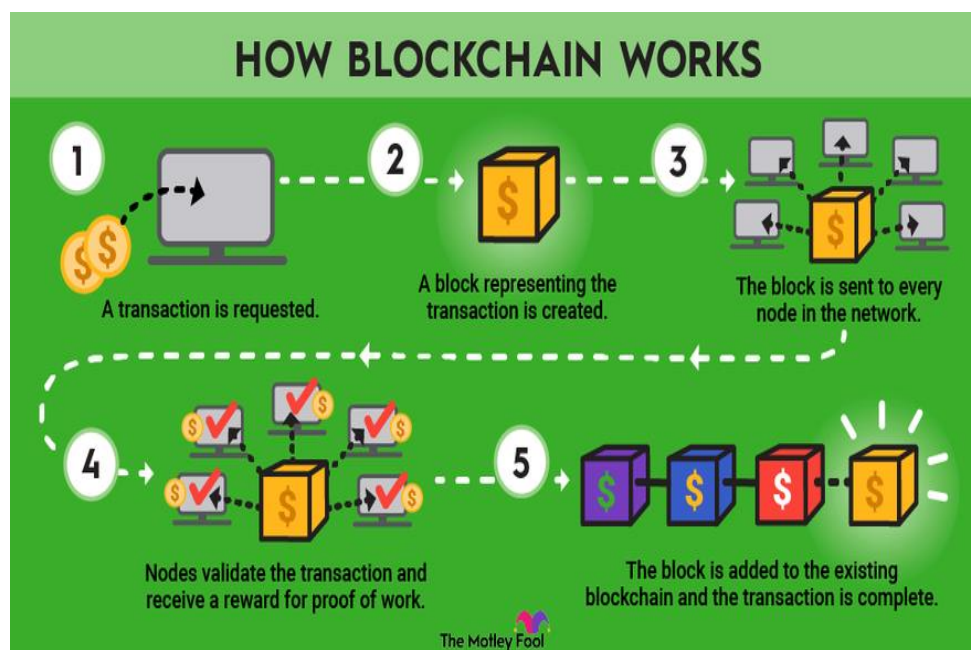 HOW BLOCKCHAIN WORKS
1
2
3
$
$
$
$
A transaction is requested.
A block representing the
transaction is created.
The block is sent to every
node in the network.
4
5
$
$
$
$
$
$
$
$
$
$
Nodes validate the transaction and
receive a reward for proof of work.
The block is added to the existing
blockchain and the transaction is complete.
The Motley Fool